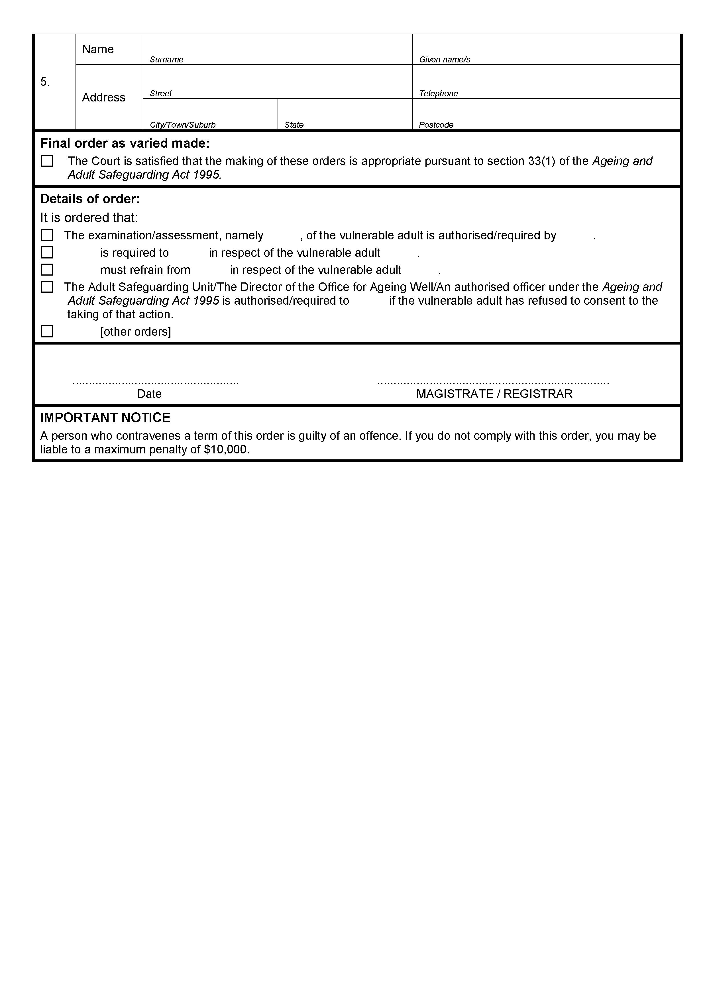 Name
Surname
Given name/s
5.
Address
Street
Telephone
City/Town/Suburb
State
Postcode
Final order as varied made:
☐ The Court is satisfied that the making of these orders is appropriate pursuant to section 33(1) of the Ageing and
Adult Safeguarding Act 1995.
Details of order:
It is ordered that:
☐ The examination/assessment, namely , of the vulnerable adult is authorised/required by .
☐ is required to in respect of the vulnerable adult .
☐ must refrain from in respect of the vulnerable adult .
☐ The Adult Safeguarding Unit/The Director of the Office for Ageing Well/An authorised officer under the Ageing and
Adult Safeguarding Act 1995 is authorised/required to if the vulnerable adult has refused to consent to the
taking of that action.
☐ [other orders]
................................................... .......................................................................
Date MAGISTRATE / REGISTRAR
IMPORTANT NOTICE
A person who contravenes a term of this order is guilty of an offence. If you do not comply with this order, you may be
liable to a maximum penalty of $10,000.